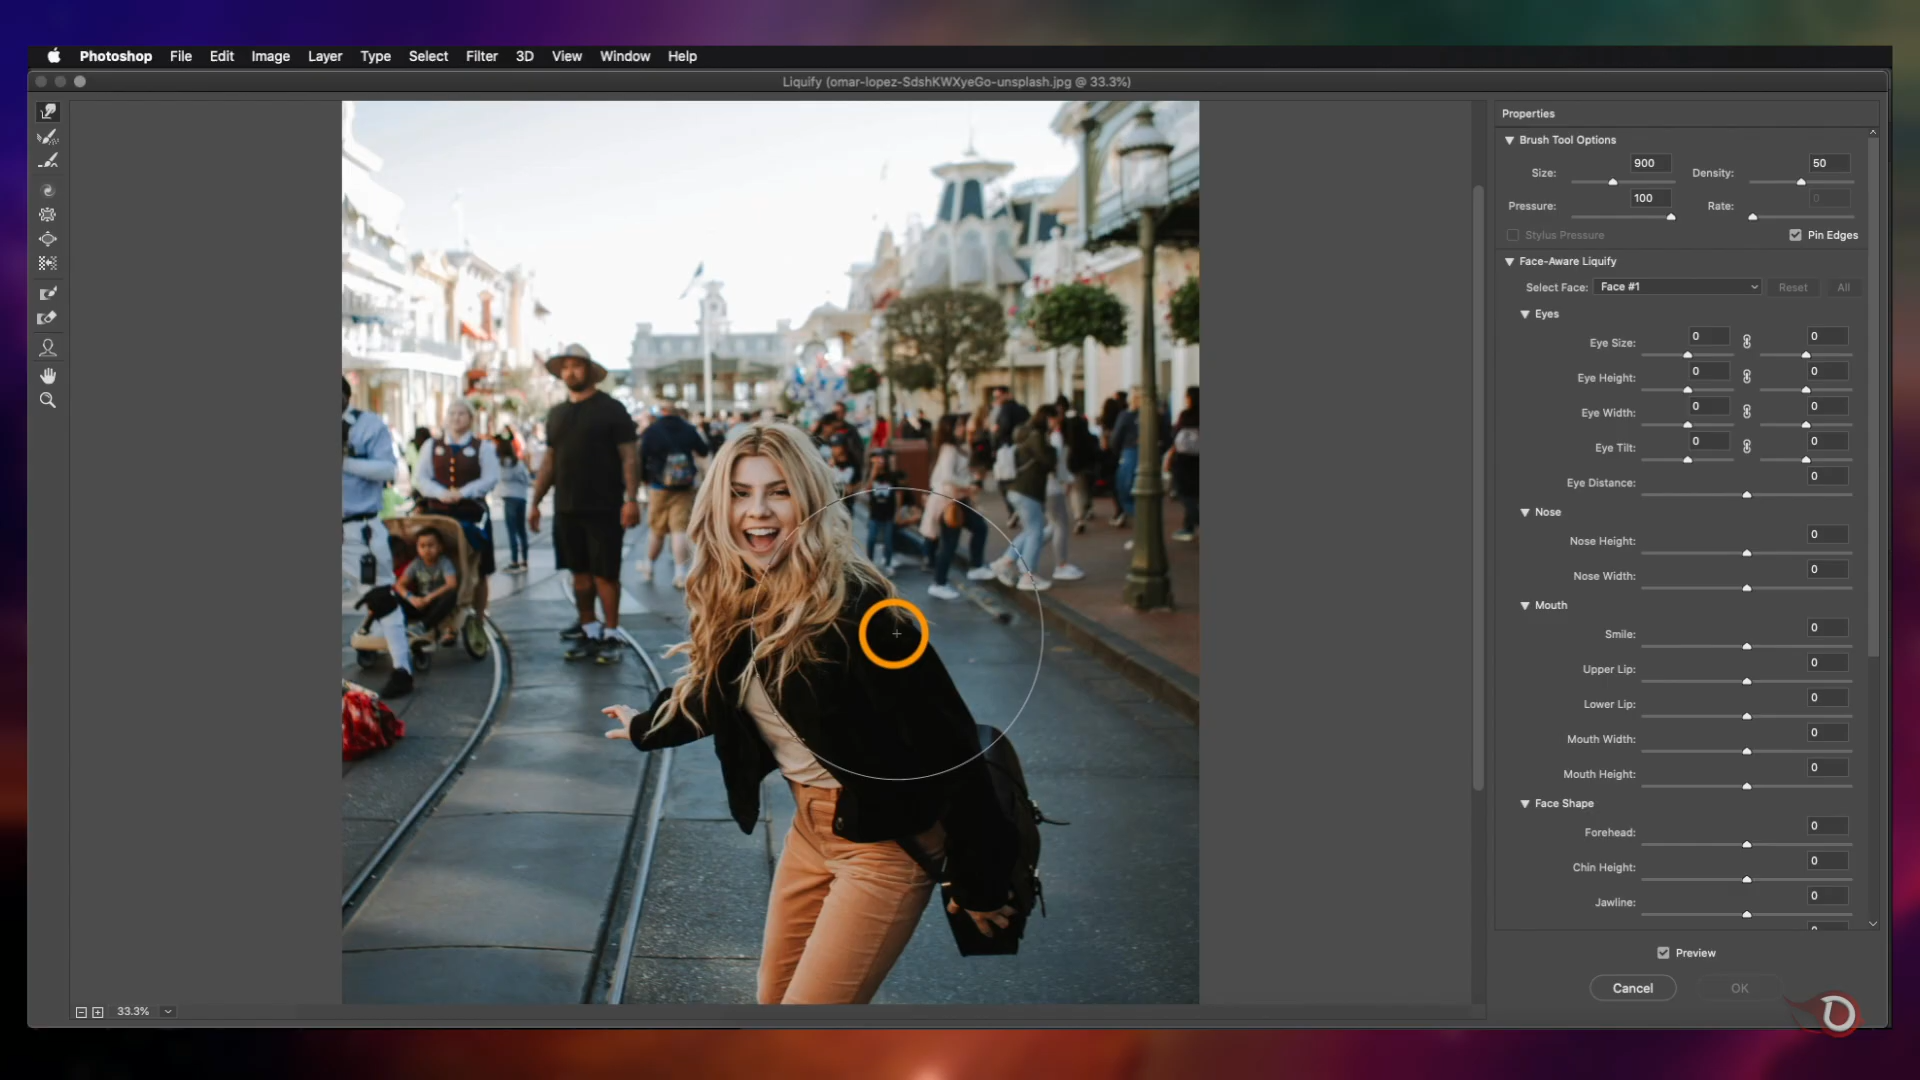 Photoshop File Edit Image Layer Type Select Filter 3D View Window Help
Liquify (omar-lopez-SdshKWXyeGo-unsplash.jpg @ 33.3%)
Properties
Brush Tool Options
Size: 900 Density: 50
Pressure: 100 Rate: 0
Stylus Pressure Pin Edges
Face-Aware Liquify
Select Face: Face #1 Reset All
Eyes
Eye Size: 0 0
Eye Height: 0 0
Eye Width: 0 0
Eye Tilt: 0 0
Eye Distance: 0
Nose
Nose Height: 0
Nose Width: 0
Mouth
Smile: 0
Upper Lip: 0
Lower Lip: 0
Mouth Width: 0
Mouth Height: 0
Face Shape
Forehead: 0
Chin Height: 0
Jawline: 0
Preview
Cancel OK
33.3%